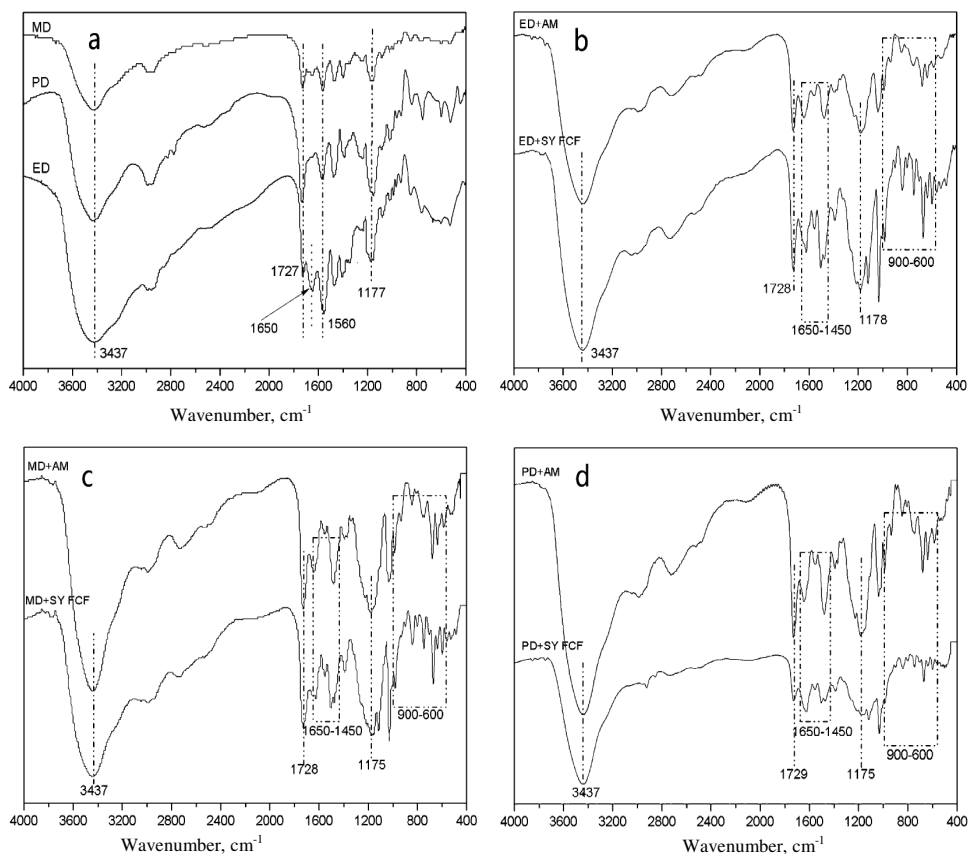 a
MD
PD
ED
1727
1650
1560
1177
3437
4000 3600 3200 2800 2400 2000 1600 1200 800 400
Wavenumber, cm-1
b
ED+AM
ED+SY FCF
900-600
1728
1650-1450
1178
3437
4000 3600 3200 2800 2400 2000 1600 1200 800 400
Wavenumber, cm-1
c
MD+AM
MD+SY FCF
900-600
1650-1450
1728
1175
3437
4000 3600 3200 2800 2400 2000 1600 1200 800 400
Wavenumber, cm-1
d
PD+AM
PD+SY FCF
1650-1450
900-600
1729
1175
3437
4000 3600 3200 2800 2400 2000 1600 1200 800 400
Wavenumber, cm-1